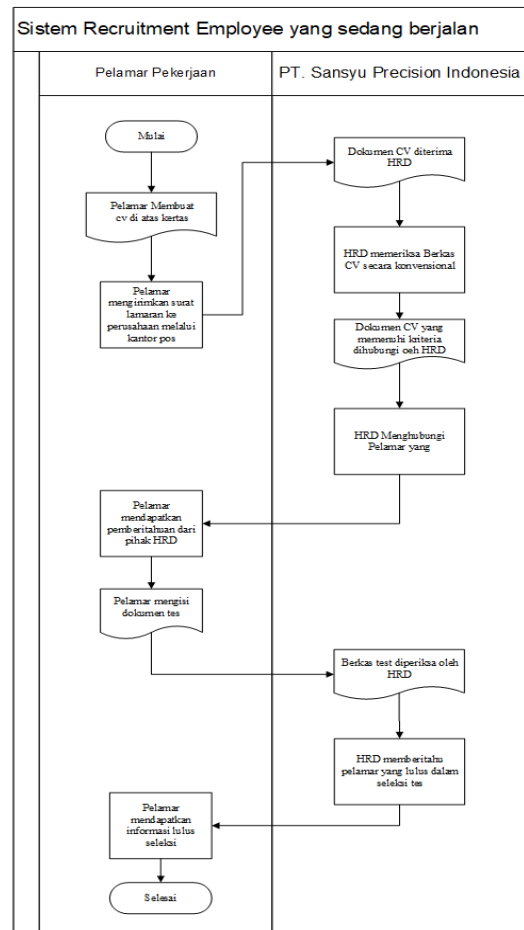 Sistem Recruitment Employee yang sedang berjalan
Pelamar Pekerjaan
PT. Sansyu Precision Indonesia
Mulai
Pelamar Membuat
cv di atas kertas
Pelamar
mengirimkan surat
lamaran ke
perusahaan melalui
kantor pos
Dokumen CV diterima
HRD
HRD memeriksa Berkas
CV secara konvensional
Dokumen CV yang
memenuhi kriteria
dihubungi oeh HRD
HRD Menghubungi
Pelamar yang
Pelamar
mendapatkan
pemberitahuan dari
pihak HRD
Pelamar mengisi
dokumen tes
Berkas test diperiksa oleh
HRD
HRD memberitahu
pelamar yang lulus dalam
seleksi tes
Pelamar
mendapatkan
informasi lulus
seleksi
Selesai